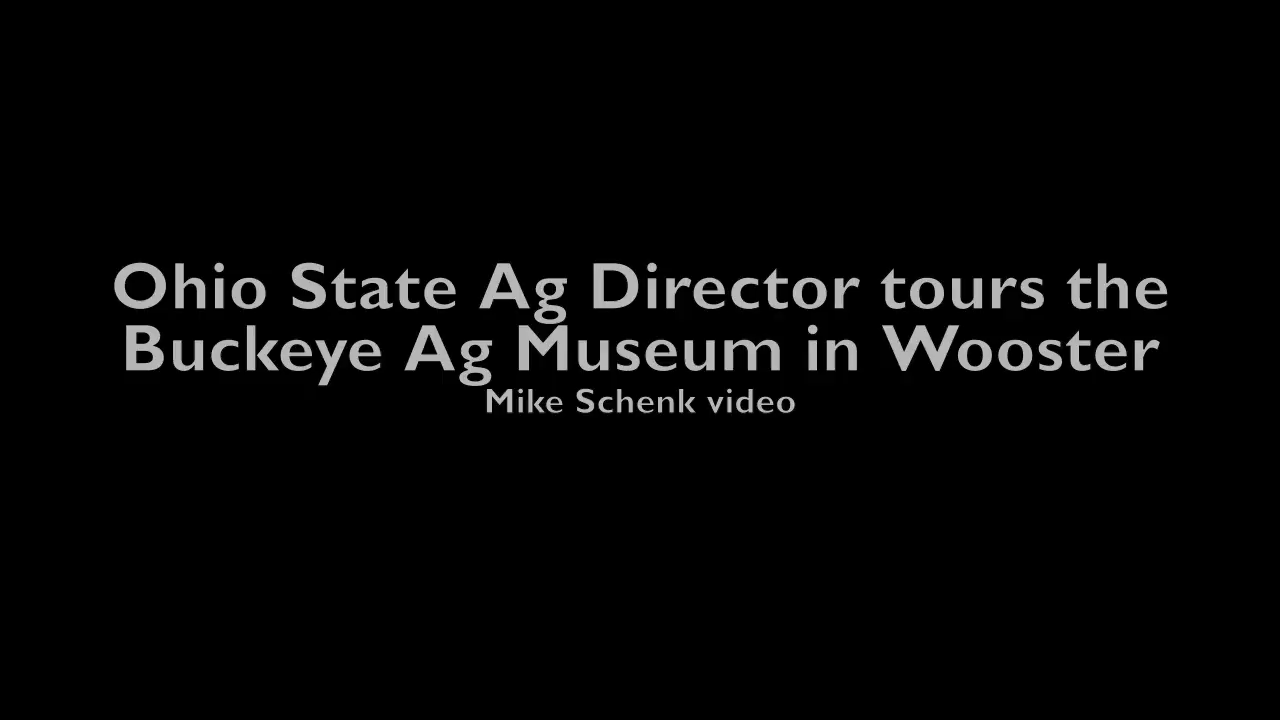 Ohio State Ag Director tours the
Buckeye Ag Museum in Wooster
Mike Schenk video